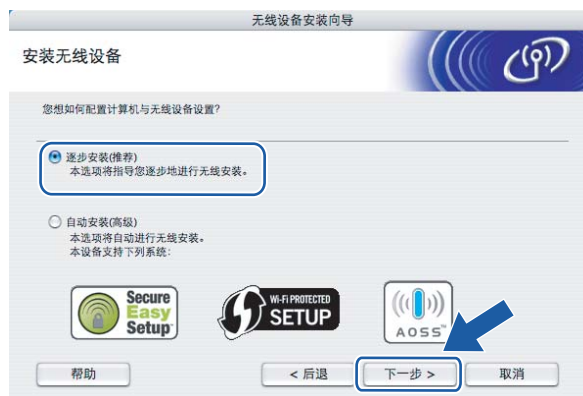 无线设备安装向导
安装无线设备
您想如何配置计算机与无线设备设置?
逐步安装(推荐)
本选项将指导您逐步地进行无线安装。
自动安装(高级)
本选项将自动进行无线安装。
本设备支持下列系统:
Secure
Easy
Setup
WI-FI PROTECTED
SETUP
AOSS™
帮助
< 后退
下一步 >
取消